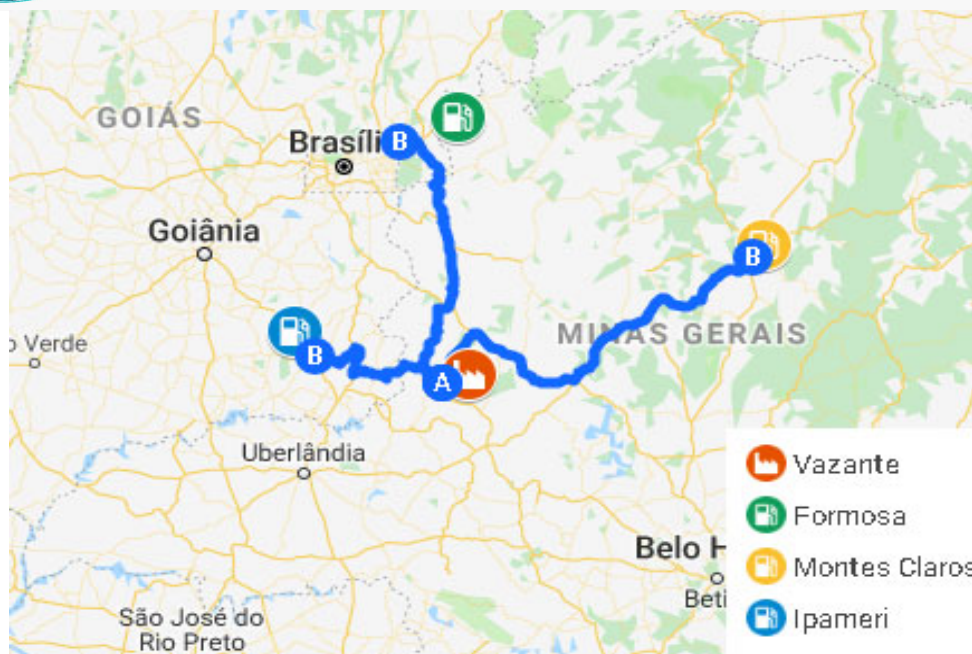 GOIÁS
Brasíli
B
Goiânia
B
o Verde
B
MINAS GERAIS
A
Uberlândia
Vazante
Formosa
Belo H
Montes Claros
Beti
São José do
Rio Preto
Ipameri